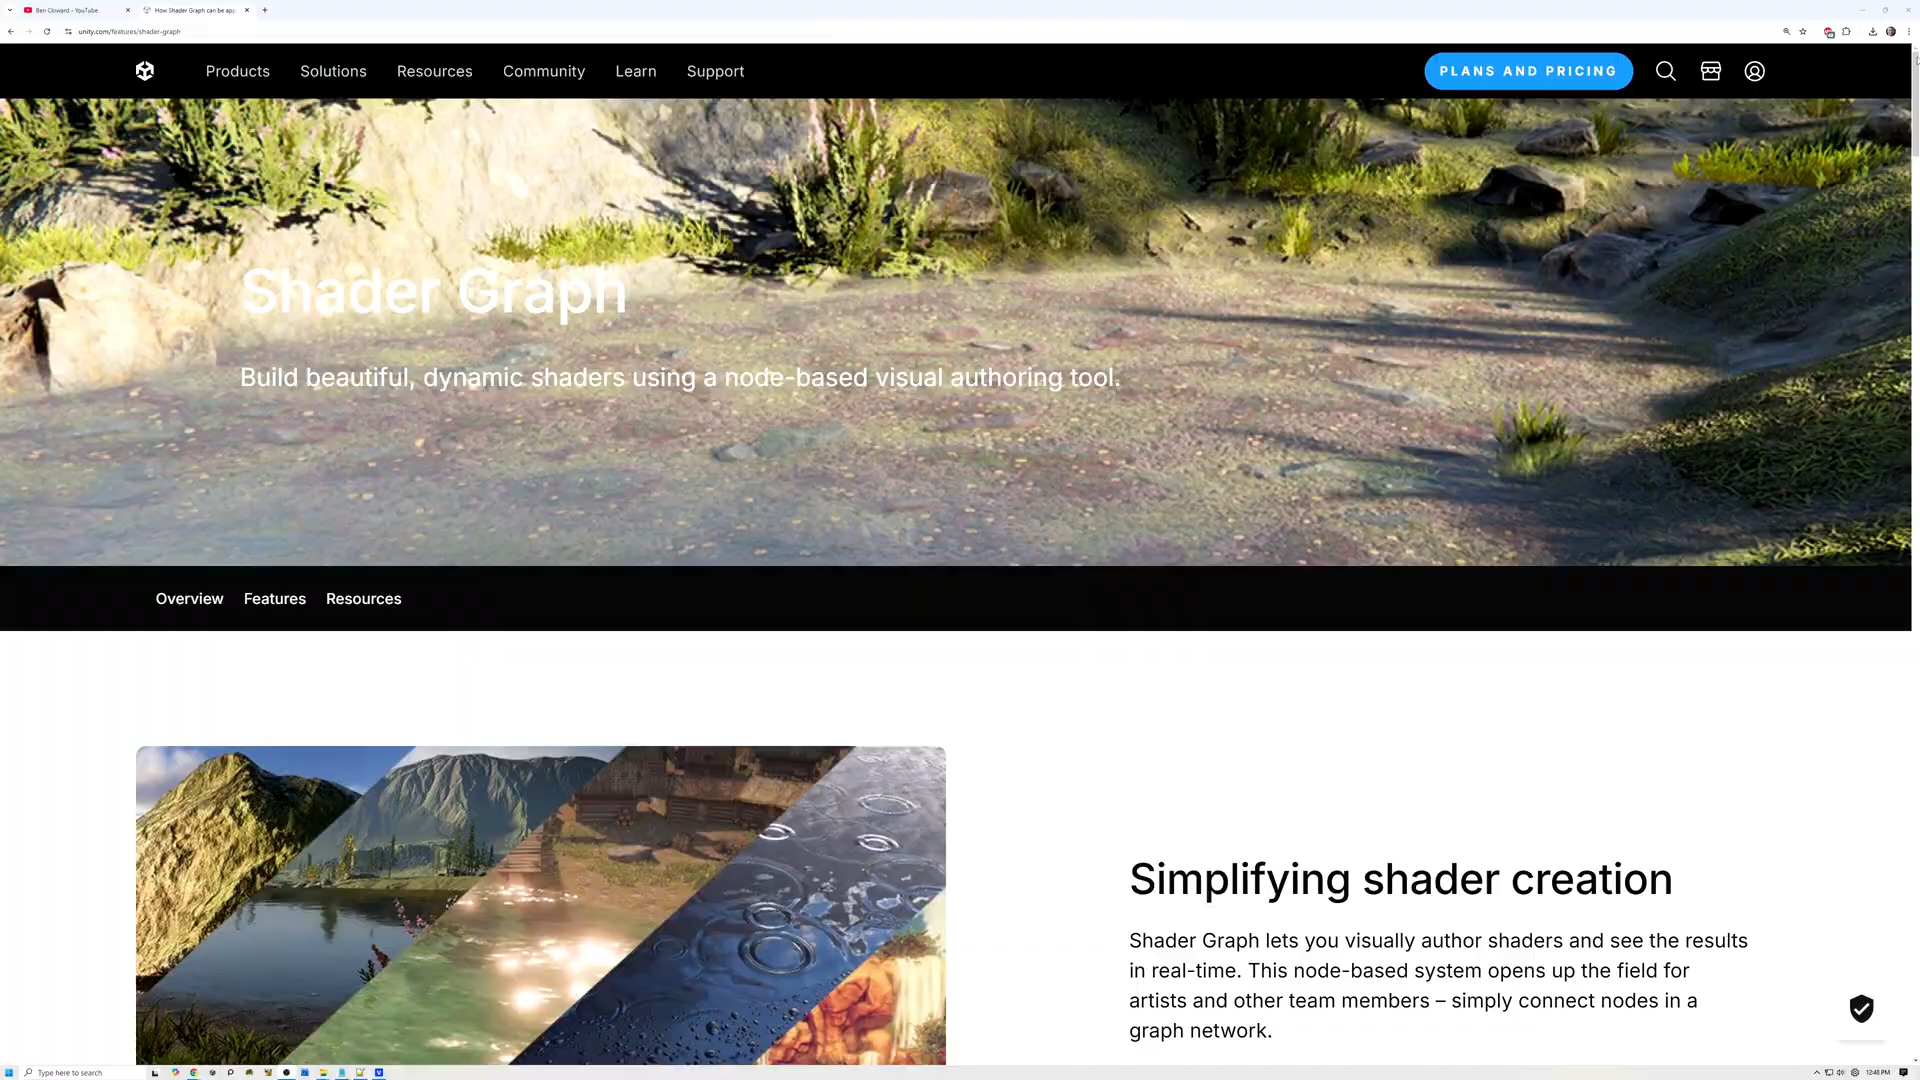 Ben Cloward - YouTube
How Shader Graph can be app
unity.com/features/shader-graph
Products Solutions Resources Community Learn Support
PLANS AND PRICING
Shader Graph
Build beautiful, dynamic shaders using a node-based visual authoring tool.
Overview Features Resources
Simplifying shader creation
Shader Graph lets you visually author shaders and see the results
in real-time. This node-based system opens up the field for
artists and other team members – simply connect nodes in a
graph network.
Type here to search
12:48 PM